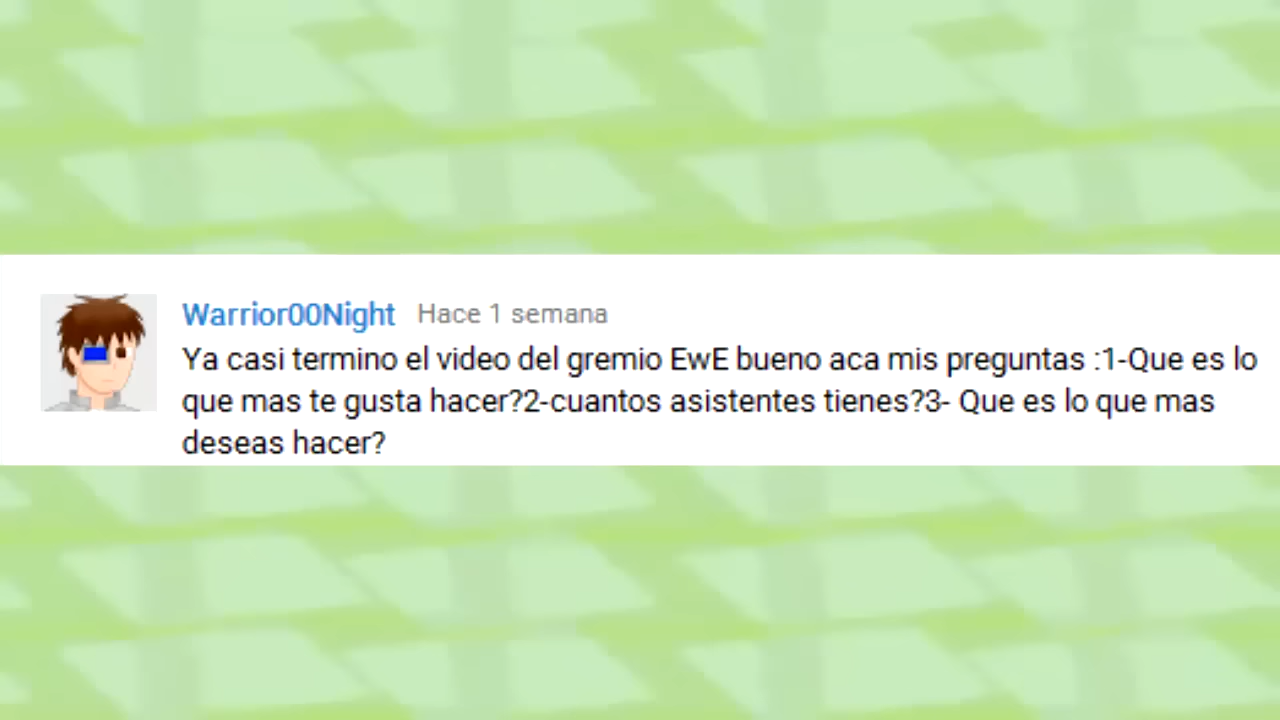 Warrior00Night Hace 1 semana
Ya casi termino el video del gremio EwE bueno aca mis preguntas :1-Que es lo
que mas te gusta hacer?2-cuantos asistentes tienes?3- Que es lo que mas
deseas hacer?